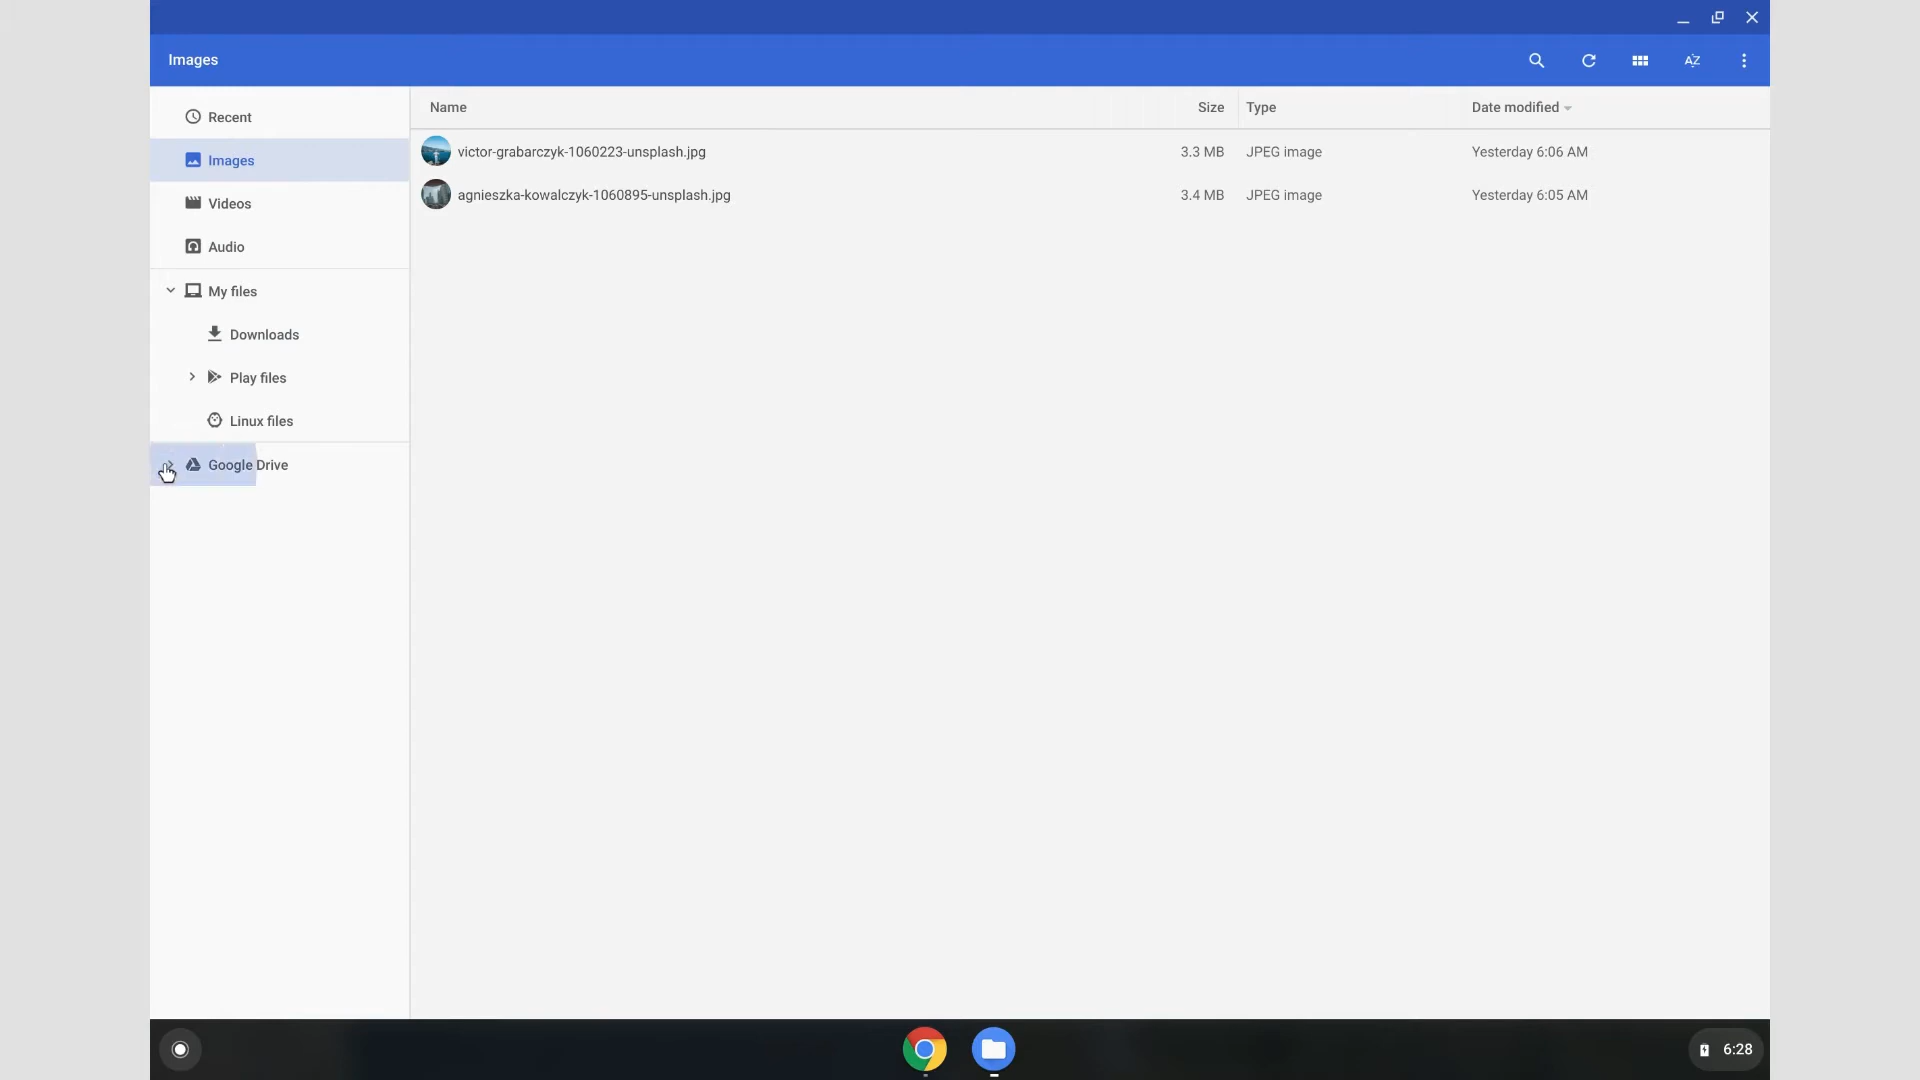 Images
Recent
Images
Videos
Audio
My files
Downloads
Play files
Linux files
Google Drive
Name Size Type Date modified
victor-grabarczyk-1060223-unsplash.jpg 3.3 MB JPEG image Yesterday 6:06 AM
agnieszka-kowalczyk-1060895-unsplash.jpg 3.4 MB JPEG image Yesterday 6:05 AM
6:28